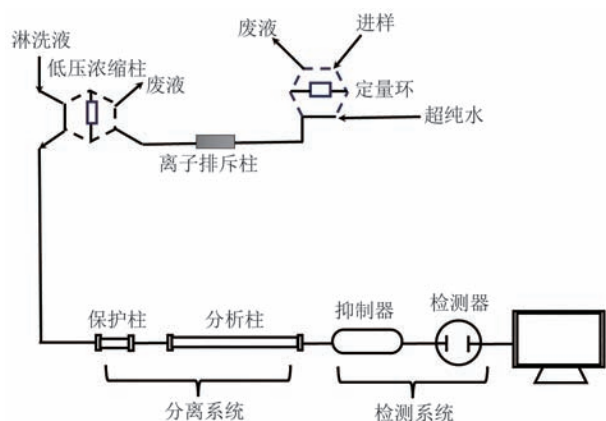 废液
进样
淋洗液
低压浓缩柱
废液
定量环
超纯水
离子排斥柱
保护柱
分析柱
抑制器
检测器
分离系统
检测系统